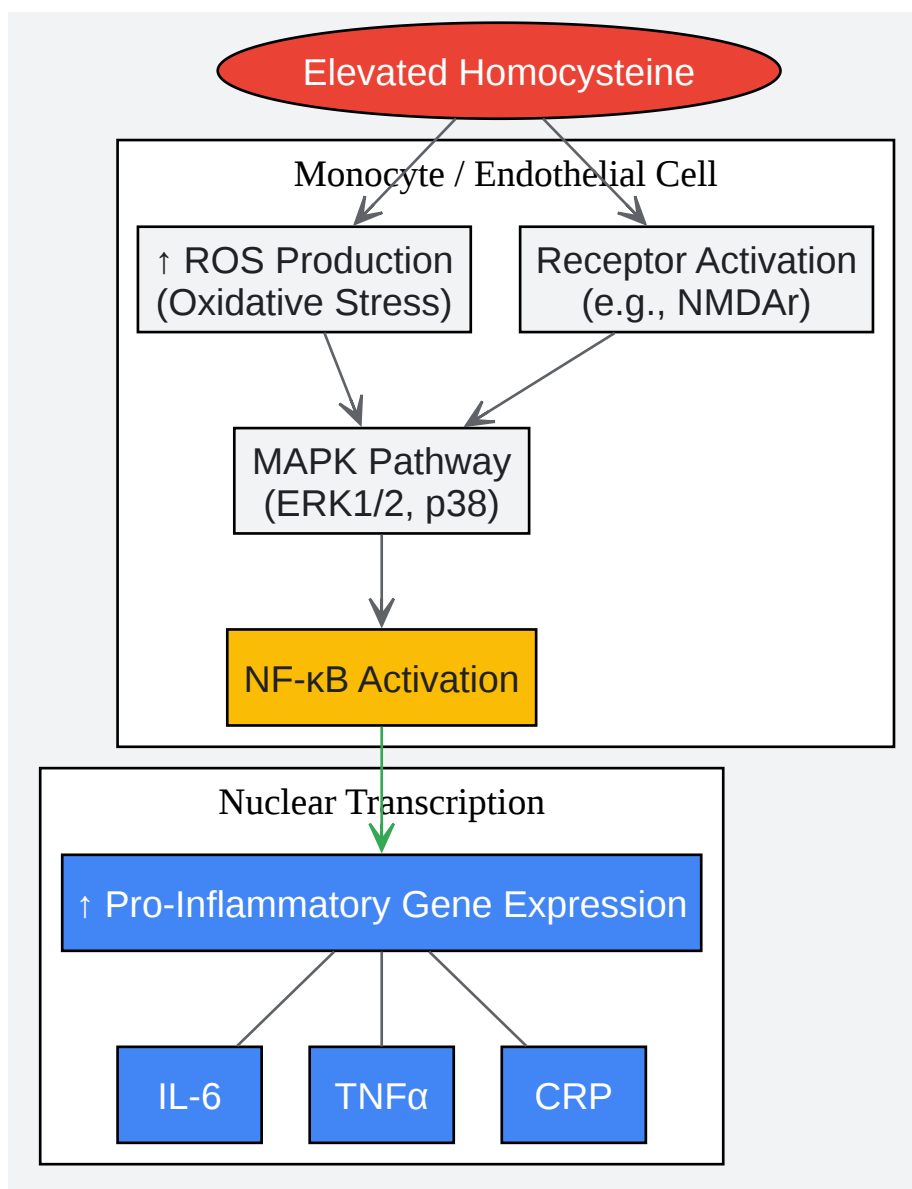 Elevated Homocysteine
Monocyte / Endothelial Cell
↑ ROS Production
(Oxidative Stress)
Receptor Activation
(e.g., NMDAr)
MAPK Pathway
(ERK1/2, p38)
NF-κB Activation
Nuclear Transcription
↑ Pro-Inflammatory Gene Expression
IL-6
TNFα
CRP